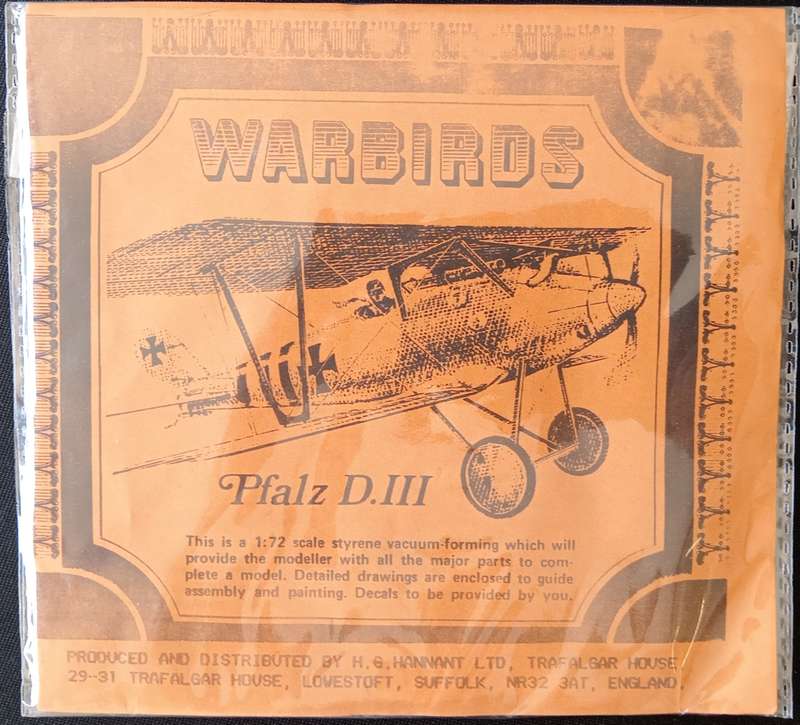 WARBIRDS
Pfalz D.III
This is a 1:72 scale styrene vacuum-forming which will
provide the modeller with all the major parts to com-
plete a model. Detailed drawings are enclosed to guide
assembly and painting. Decals to be provided by you.
PRODUCED AND DISTRIBUTED BY H.G.HANNANT LTD, TRAFALGAR HOUSE
29--31 TRAFALGAR HOUSE, LOWESTOFT, SUFFOLK, NR32 3AT, ENGLAND.